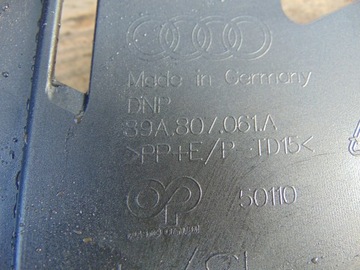 Made in Germany
DNP
89A.807.061.A
>PP+E/P-TD15<
50110